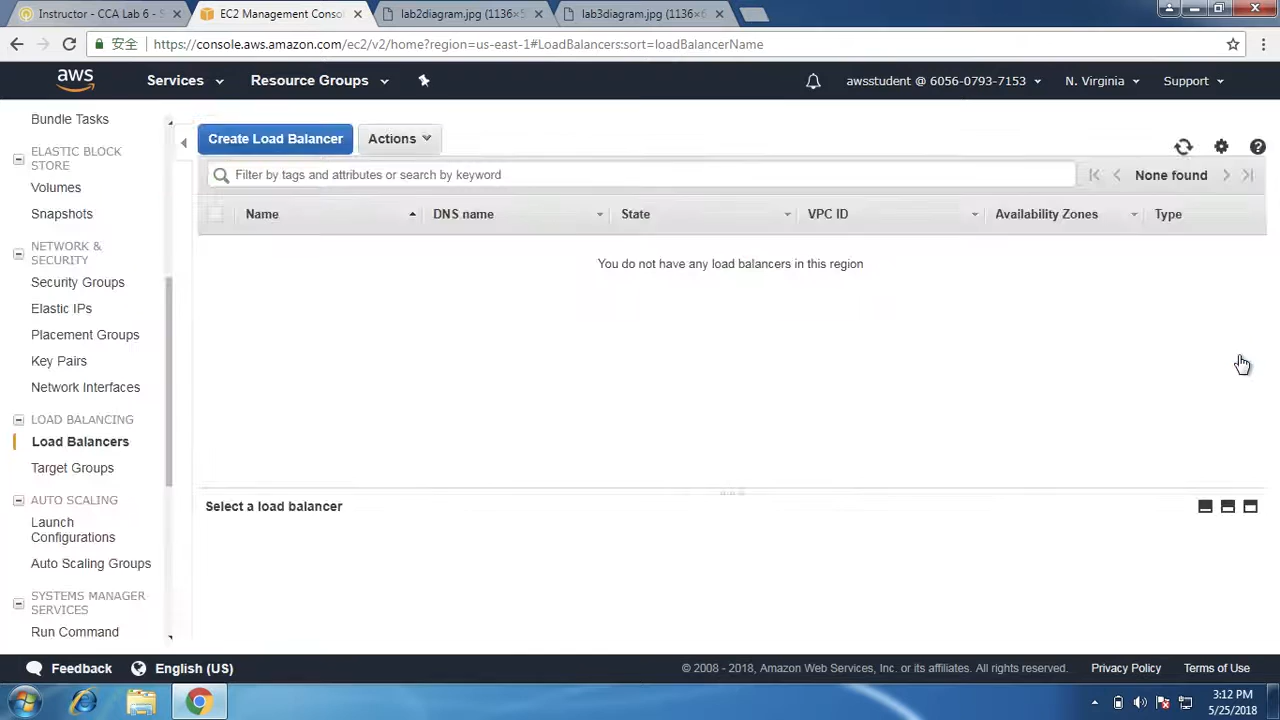 Instructor - CCA Lab 6 -
EC2 Management Conso
lab2diagram.jpg (1136×5
lab3diagram.jpg (1136×6
安全
https://console.aws.amazon.com/ec2/v2/home?region=us-east-1#LoadBalancers:sort=loadBalancerName
aws
Services
Resource Groups
awsstudent @ 6056-0793-7153
N. Virginia
Support
Bundle Tasks
ELASTIC BLOCK
STORE
Volumes
Snapshots
NETWORK &
SECURITY
Security Groups
Elastic IPs
Placement Groups
Key Pairs
Network Interfaces
LOAD BALANCING
Load Balancers
Target Groups
AUTO SCALING
Launch
Configurations
Auto Scaling Groups
SYSTEMS MANAGER
SERVICES
Run Command
Create Load Balancer
Actions
Filter by tags and attributes or search by keyword
None found
Name
DNS name
State
VPC ID
Availability Zones
Type
You do not have any load balancers in this region
Select a load balancer
Feedback
English (US)
© 2008 - 2018, Amazon Web Services, Inc. or its affiliates. All rights reserved.
Privacy Policy
Terms of Use
3:12 PM
5/25/2018